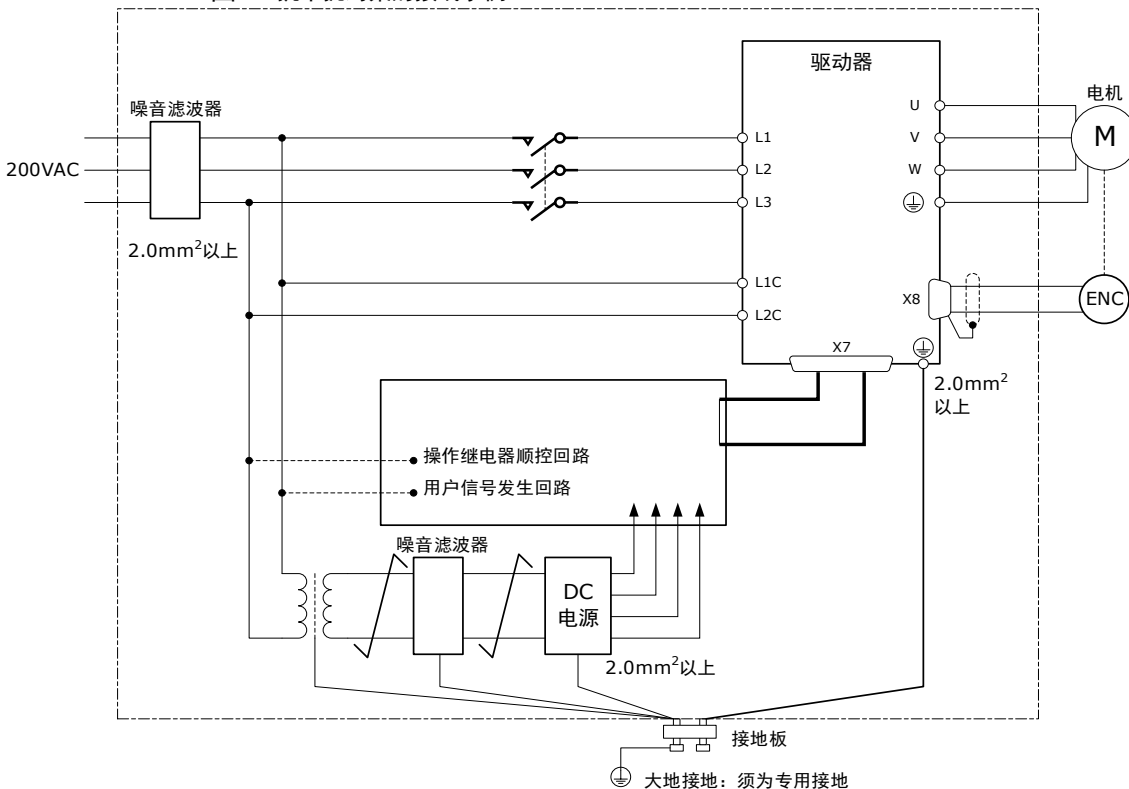 噪音滤波器
200VAC
2.0mm²以上
驱动器
L1
L2
L3
L1C
L2C
U
V
W
X8
X7
电机
M
ENC
2.0mm²
以上
操作继电器顺控回路
用户信号发生回路
噪音滤波器
DC
电源
2.0mm²以上
接地板
大地接地：须为专用接地